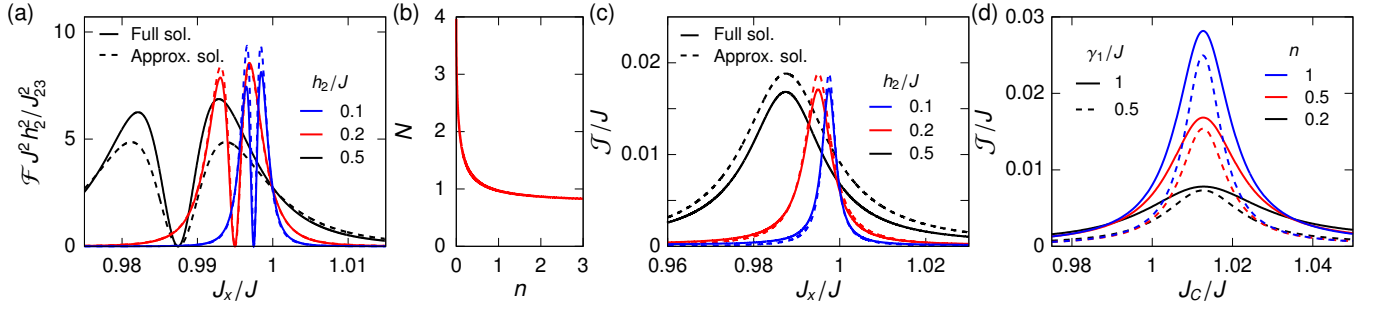 (a)
ℱ J² h₂² / J₂₃²
10
5
0
Full sol.
Approx. sol.
h₂/J
0.1
0.2
0.5
0.98
0.99
1
1.01
Jₓ/J
(b)
N
4
3
2
1
0
0
1
2
3
n
(c)
𝒥/J
0.02
0.01
0
Full sol.
Approx. sol.
h₂/J
0.1
0.2
0.5
0.96
0.98
1
1.02
Jₓ/J
(d)
𝒥/J
0.03
0.02
0.01
0
γ₁/J
1
0.5
n
1
0.5
0.2
0.98
1
1.02
1.04
J_C/J